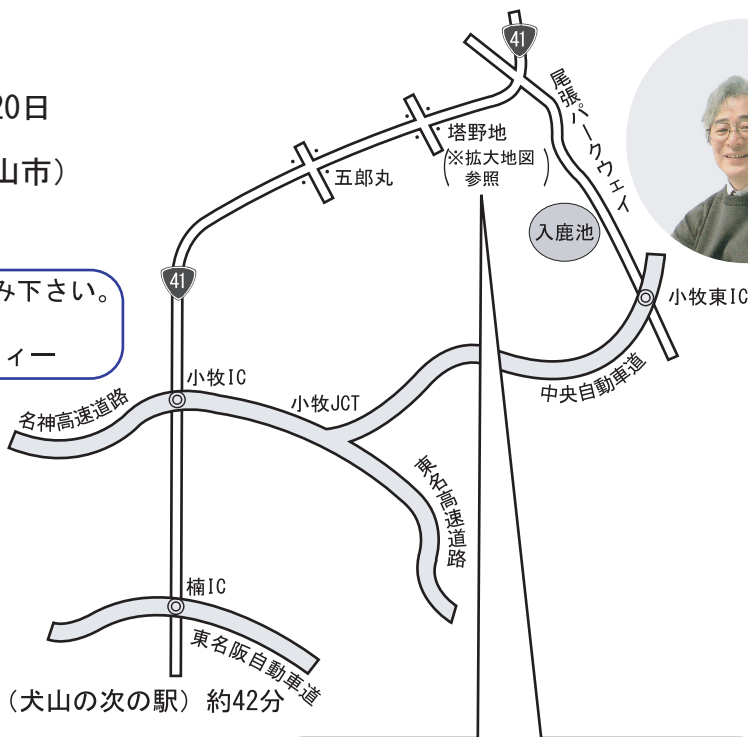 20日
山市）
み下さい。
ィー
41
尾張パークウェイ
塔野地
（※拡大地図
参照）
五郎丸
入鹿池
41
小牧東IC
中央自動車道
小牧IC
小牧JCT
名神高速道路
東名高速道路
楠IC
東名阪自動車道
（犬山の次の駅）約42分